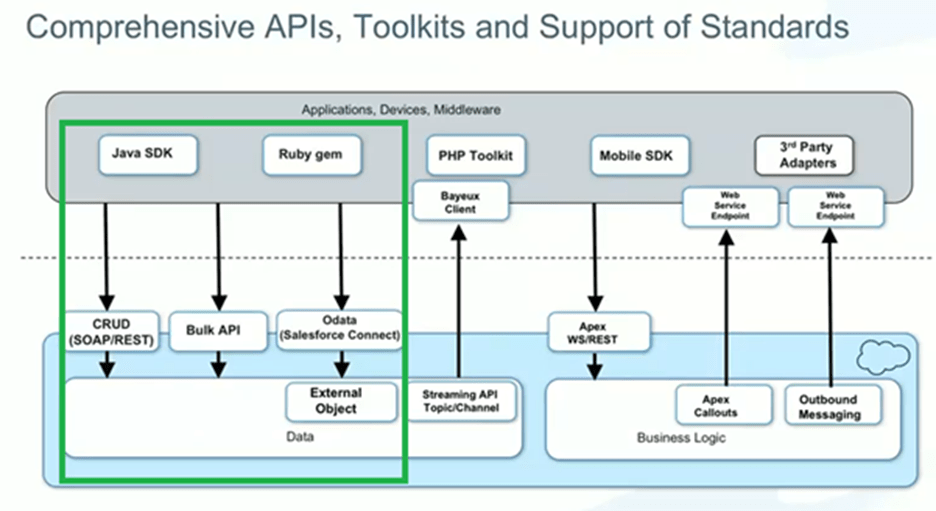 Comprehensive APIs, Toolkits and Support of Standards
Applications, Devices, Middleware
Java SDK
Ruby gem
PHP Toolkit
Mobile SDK
3rd Party
Adapters
Bayeux
Client
Web
Service
Endpoint
Web
Service
Endpoint
CRUD
(SOAP/REST)
Bulk API
Odata
(Salesforce Connect)
Apex
WS/REST
External
Object
Streaming API
Topic/Channel
Apex
Callouts
Outbound
Messaging
Data
Business Logic